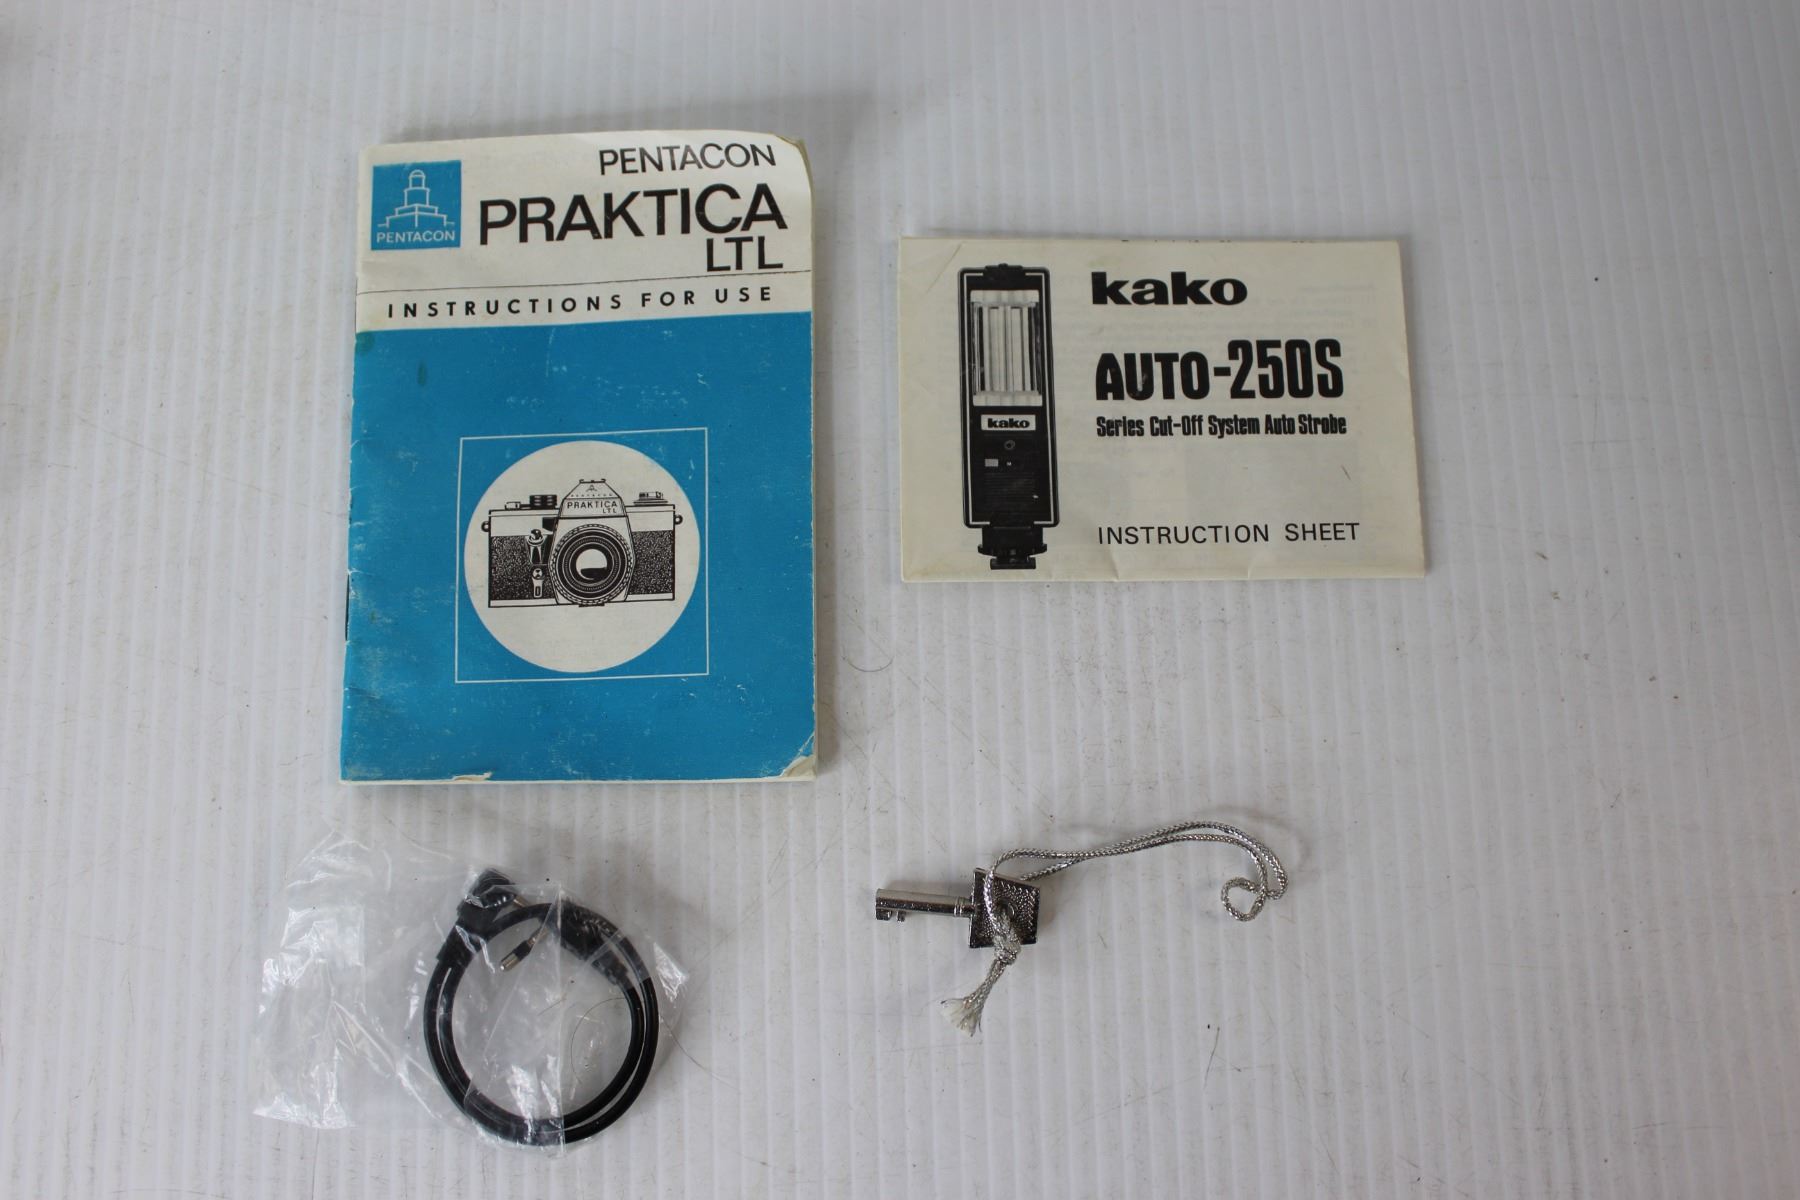 PENTACON
PENTACON
PRAKTICA
LTL
INSTRUCTIONS FOR USE
PENTACON
PRAKTICA
LTL
kako
AUTO-250S
Series Cut-Off System Auto Strobe
kako
M
INSTRUCTION SHEET